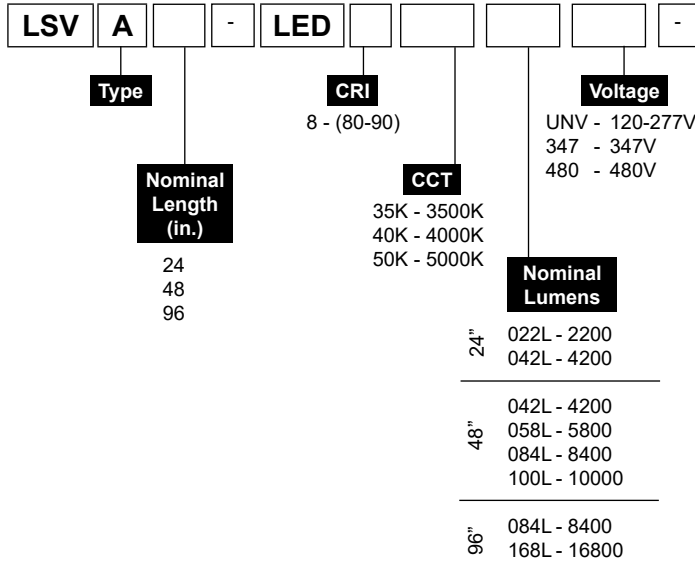 LSV A - LED -
Type
CRI
8 - (80-90)
Voltage
UNV - 120-277V
347 - 347V
480 - 480V
Nominal
Length
(in.)
24
48
96
CCT
35K - 3500K
40K - 4000K
50K - 5000K
Nominal
Lumens
24”
022L - 2200
042L - 4200
48”
042L - 4200
058L - 5800
084L - 8400
100L - 10000
96”
084L - 8400
168L - 16800